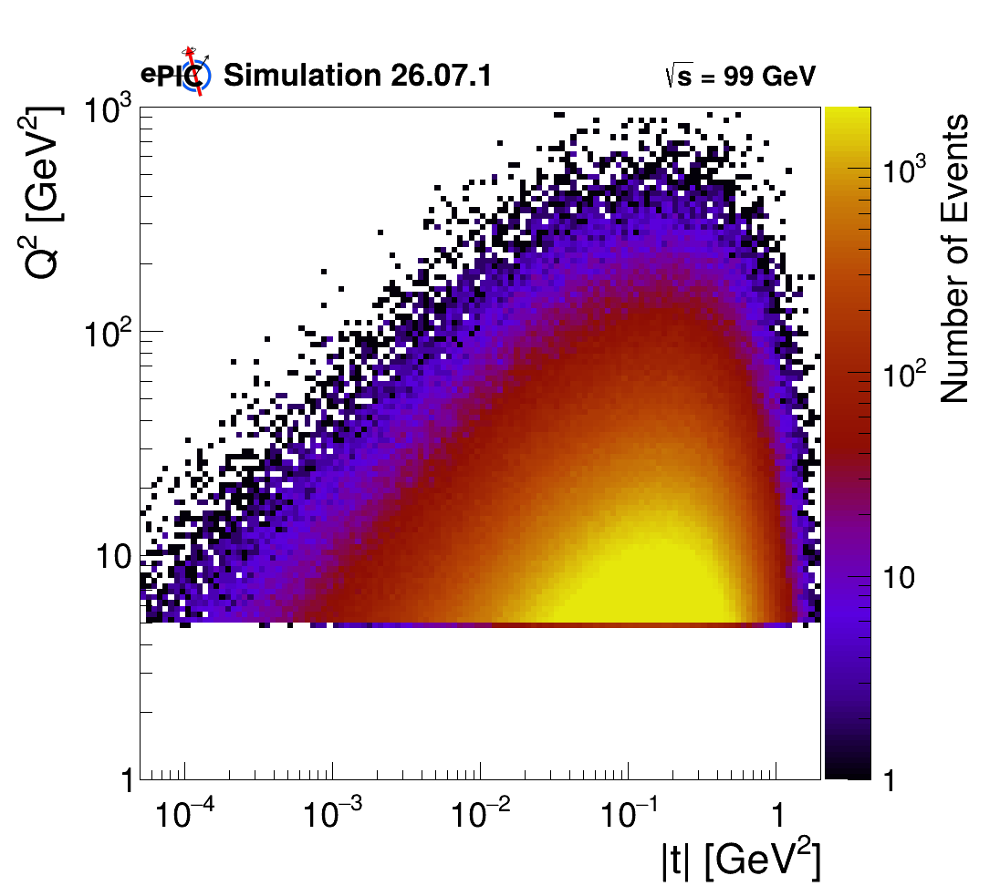 ePIC Simulation 26.07.1
√s = 99 GeV
Q² [GeV²]
10³
10²
10
1
10⁻⁴ 10⁻³ 10⁻² 10⁻¹ 1
|t| [GeV²]
10³
10²
10
1
Number of Events